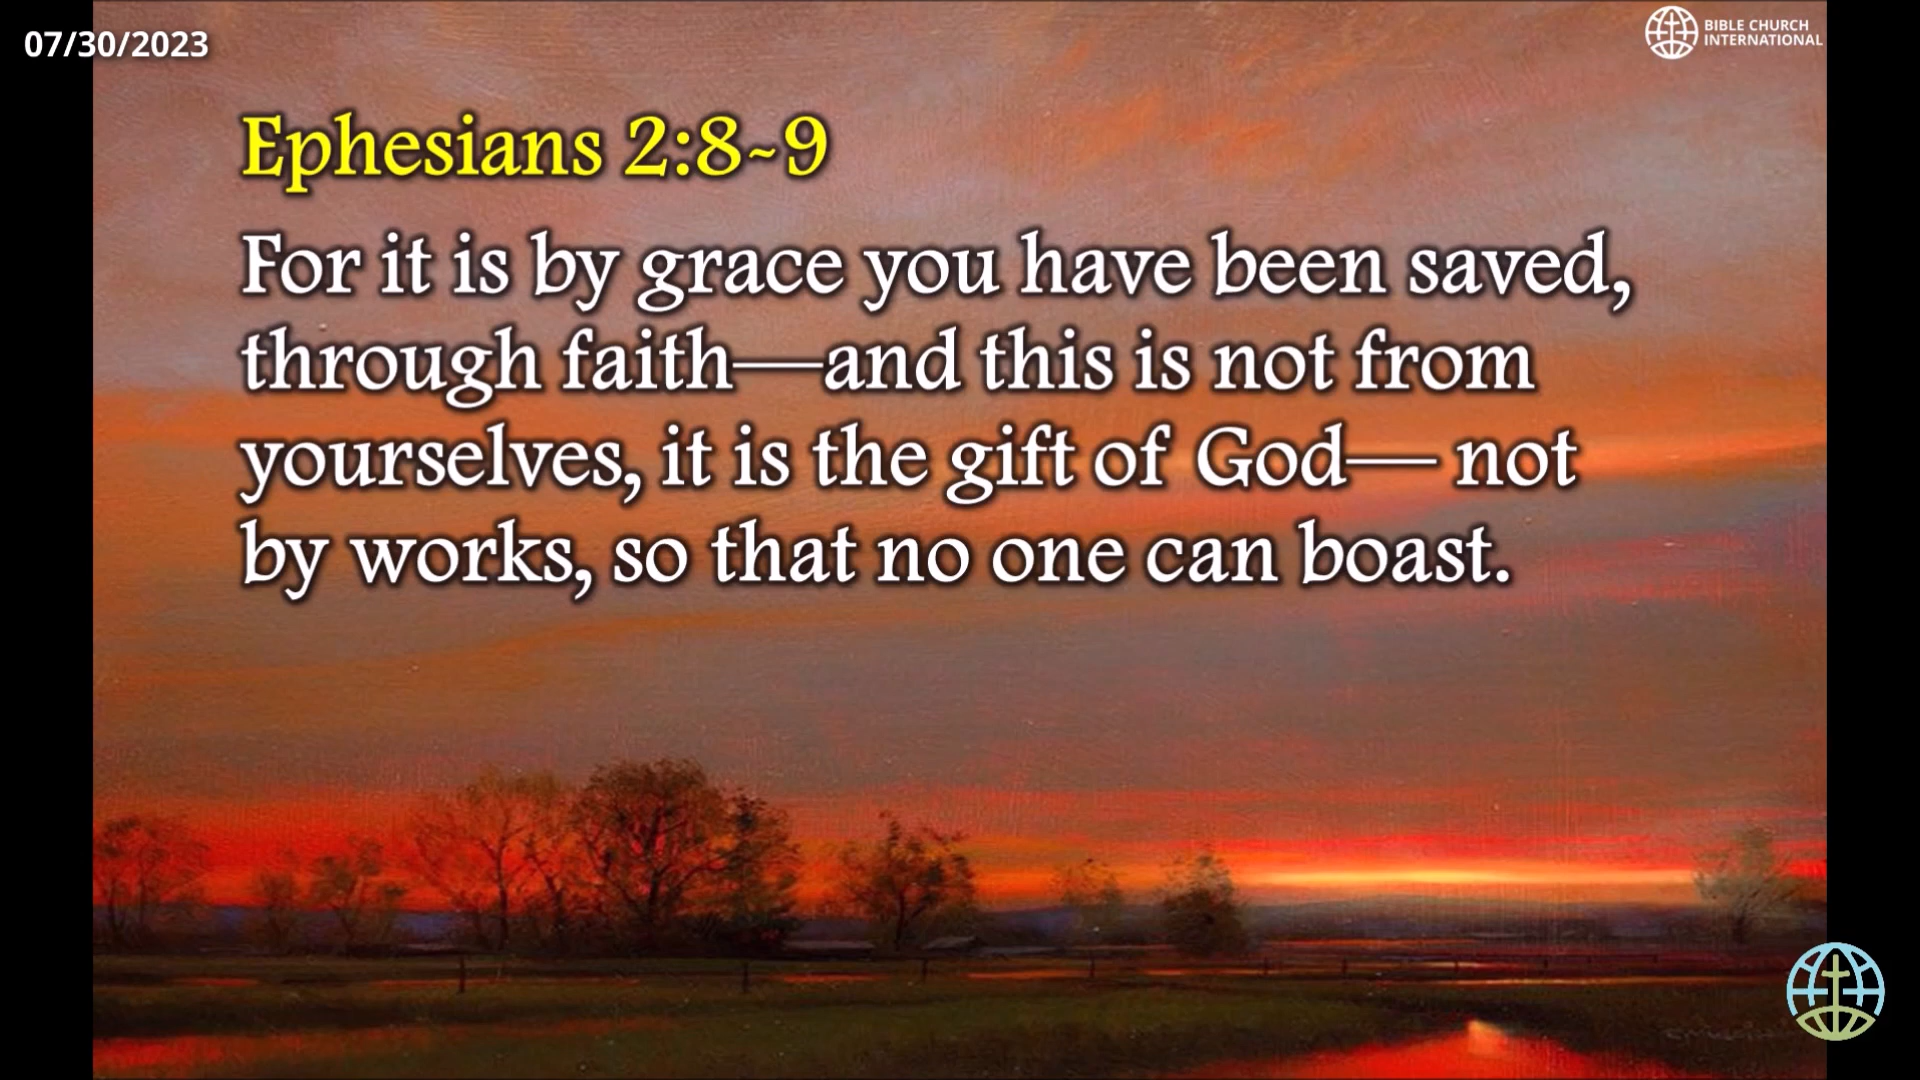 07/30/2023
BIBLE CHURCH
INTERNATIONAL
Ephesians 2:8~9
For it is by grace you have been saved,
through faith—and this is not from
yourselves, it is the gift of God— not
by works, so that no one can boast.